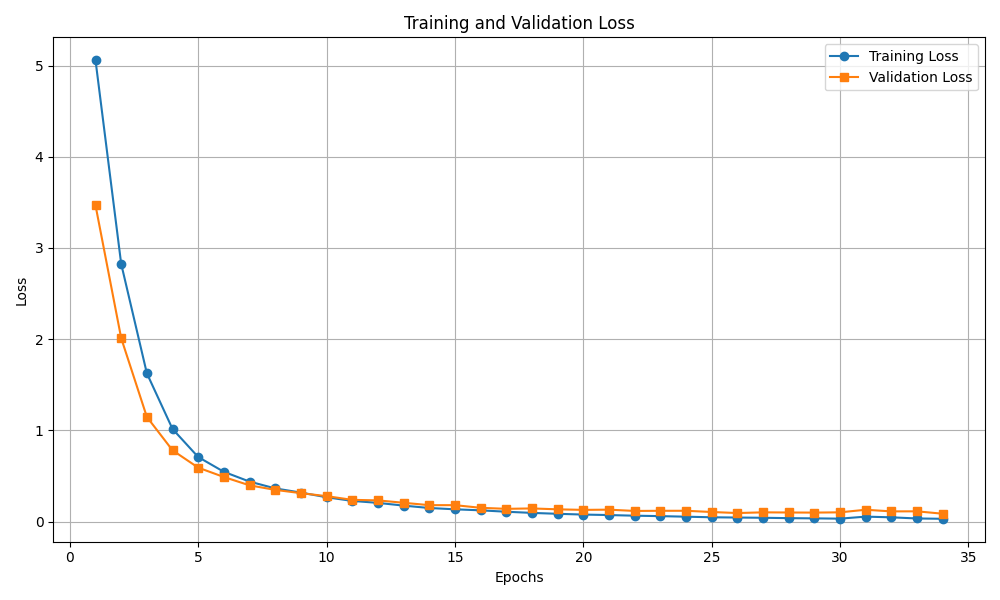 Training and Validation Loss
Training Loss
Validation Loss
5
4
3
2
1
0
Loss
0 5 10 15 20 25 30 35
Epochs